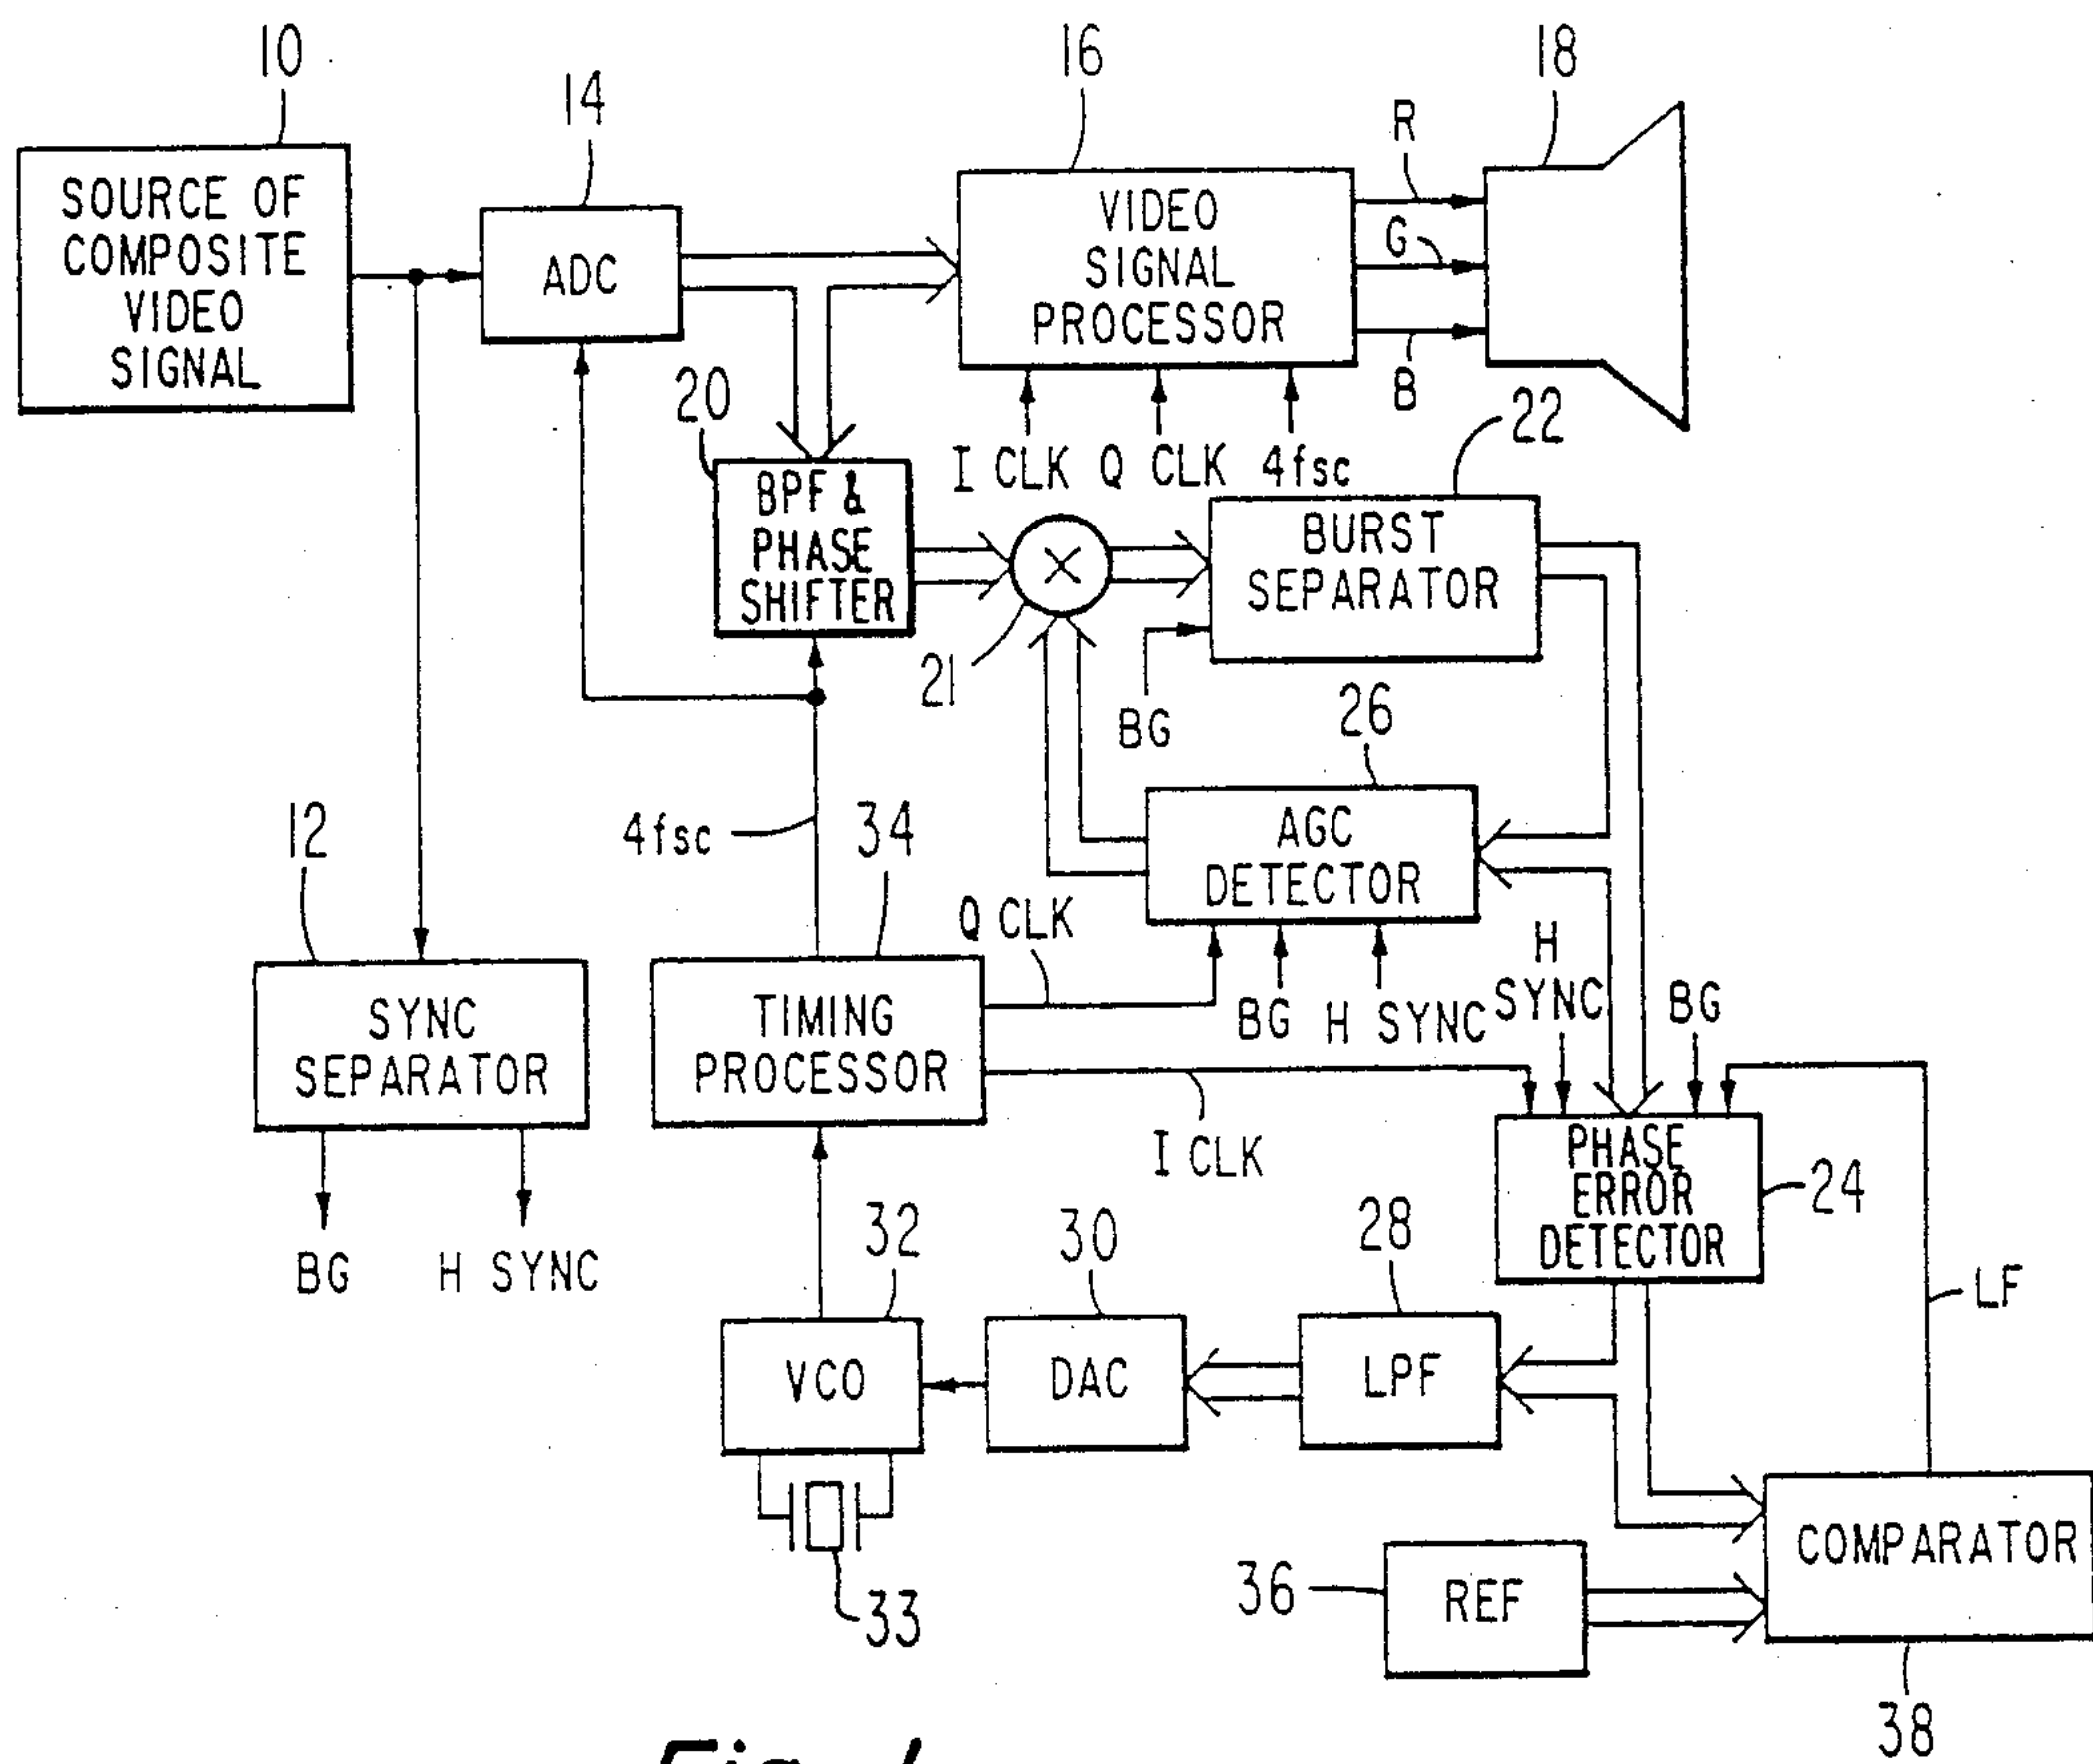 10
14
16
18
R
G
B
SOURCE OF
COMPOSITE
VIDEO
SIGNAL
ADC
VIDEO
SIGNAL
PROCESSOR
20
I CLK
Q CLK
4fsc
22
BPF &
PHASE
SHIFTER
X
BURST
SEPARATOR
21
BG
26
12
4fsc
34
AGC
DETECTOR
Q CLK
BG
H SYNC
H
SYNC
BG
SYNC
SEPARATOR
TIMING
PROCESSOR
I CLK
PHASE
ERROR
DETECTOR
24
BG
H SYNC
32
30
28
LF
VCO
DAC
LPF
33
36
REF
COMPARATOR
38